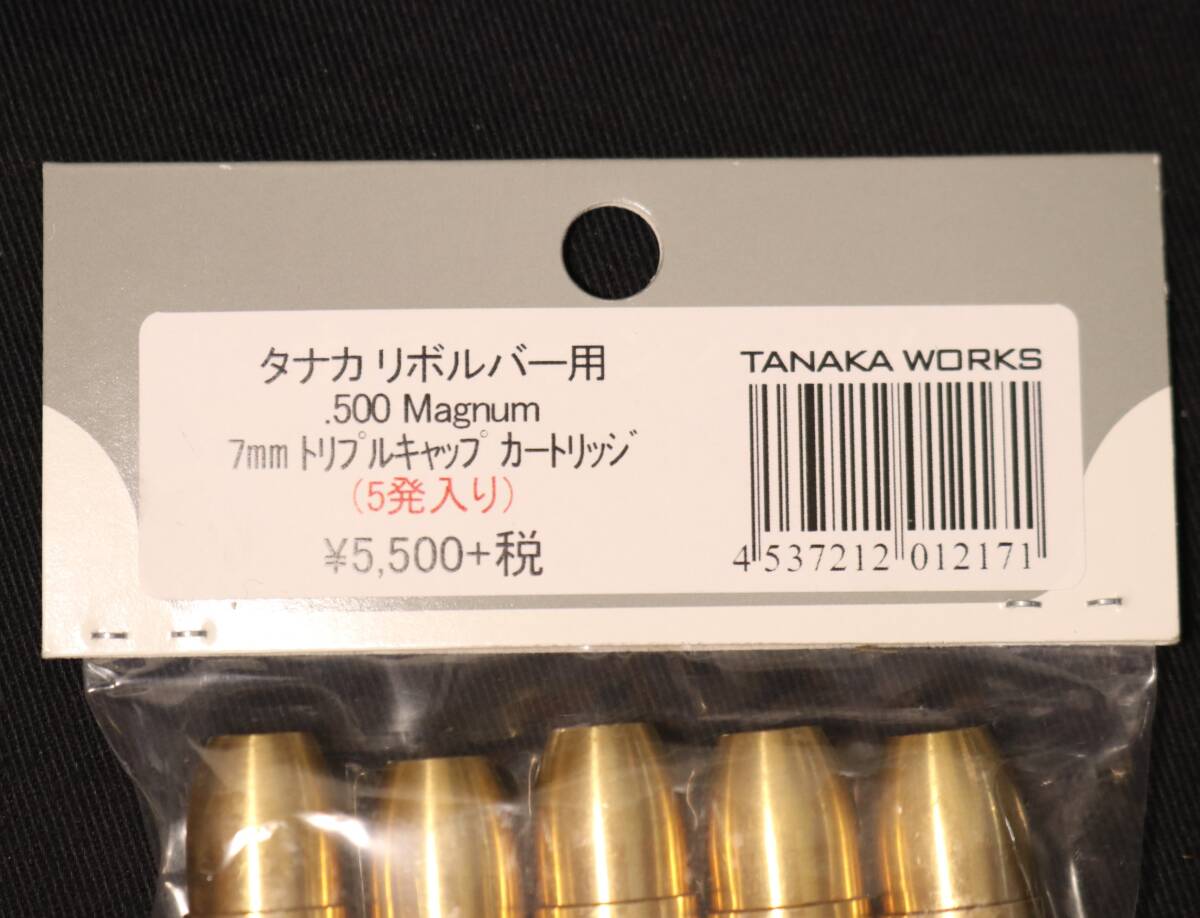 タナカ リボルバー用
.500 Magnum
7mm ﾄﾘﾌﾟﾙｷｬｯﾌﾟ ｶｰﾄﾘｯｼﾞ
(5発入り)
¥5,500+税
TANAKA WORKS
4 537212 012171